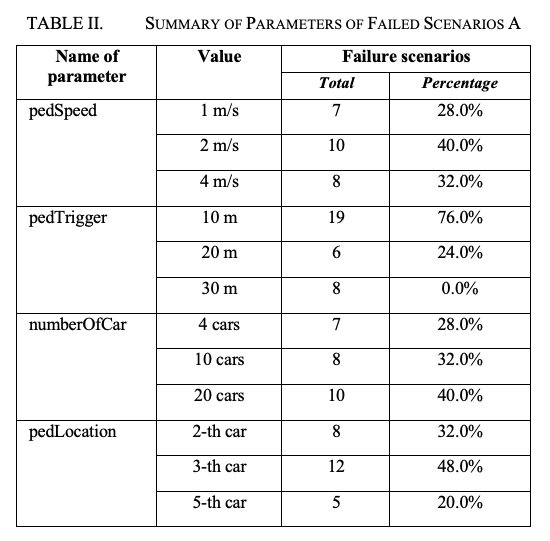 TABLE II. SUMMARY OF PARAMETERS OF FAILED SCENARIOS A
Name of parameter Value Failure scenarios
Total Percentage
pedSpeed 1 m/s 7 28.0%
2 m/s 10 40.0%
4 m/s 8 32.0%
pedTrigger 10 m 19 76.0%
20 m 6 24.0%
30 m 8 0.0%
numberOfCar 4 cars 7 28.0%
10 cars 8 32.0%
20 cars 10 40.0%
pedLocation 2-th car 8 32.0%
3-th car 12 48.0%
5-th car 5 20.0%